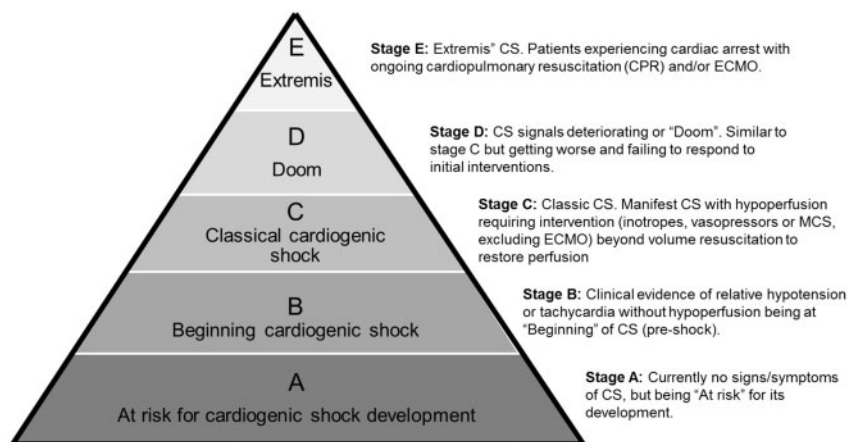 E
Extremis
Stage E: Extremis" CS. Patients experiencing cardiac arrest with
ongoing cardiopulmonary resuscitation (CPR) and/or ECMO.
D
Doom
Stage D: CS signals deteriorating or “Doom”. Similar to
stage C but getting worse and failing to respond to
initial interventions.
C
Classical cardiogenic
shock
Stage C: Classic CS. Manifest CS with hypoperfusion
requiring intervention (inotropes, vasopressors or MCS,
excluding ECMO) beyond volume resuscitation to
restore perfusion
B
Beginning cardiogenic shock
Stage B: Clinical evidence of relative hypotension
or tachycardia without hypoperfusion being at
“Beginning” of CS (pre-shock).
A
At risk for cardiogenic shock development
Stage A: Currently no signs/symptoms
of CS, but being “At risk” for its
development.